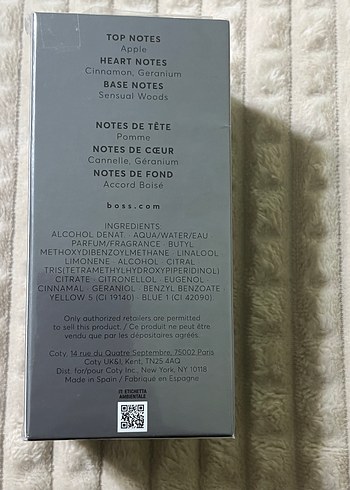 TOP NOTES
Apple
HEART NOTES
Cinnamon, Geranium
BASE NOTES
Sensual Woods
NOTES DE TÊTE
Pomme
NOTES DE CŒUR
Cannelle, Géranium
NOTES DE FOND
Accord Boisé
boss.com
INGREDIENTS:
ALCOHOL DENAT. · AQUA/WATER/EAU
PARFUM/FRAGRANCE · BUTYL
METHOXYDIBENZOYLMETHANE · LINALOOL
LIMONENE · ALCOHOL · CITRAL
TRIS(TETRAMETHYLHYDROXYPIPERIDINOL)
CITRATE · CITRONELLOL · EUGENOL
CINNAMAL · GERANIOL · BENZYL BENZOATE
YELLOW 5 (CI 19140) · BLUE 1 (CI 42090)
Only authorized retailers are permitted
to sell this product. / Ce produit ne peut être
vendu que par les dépositaires agréés.
Coty, 14 rue du Quatre Septembre, 75002 Paris
Coty UK&I, Kent, TN25 4AQ
Dist. for/pour Coty Inc., New York, NY 10118
Made in Spain / Fabriqué en Espagne
IT: ETICHETTA
AMBIENTALE